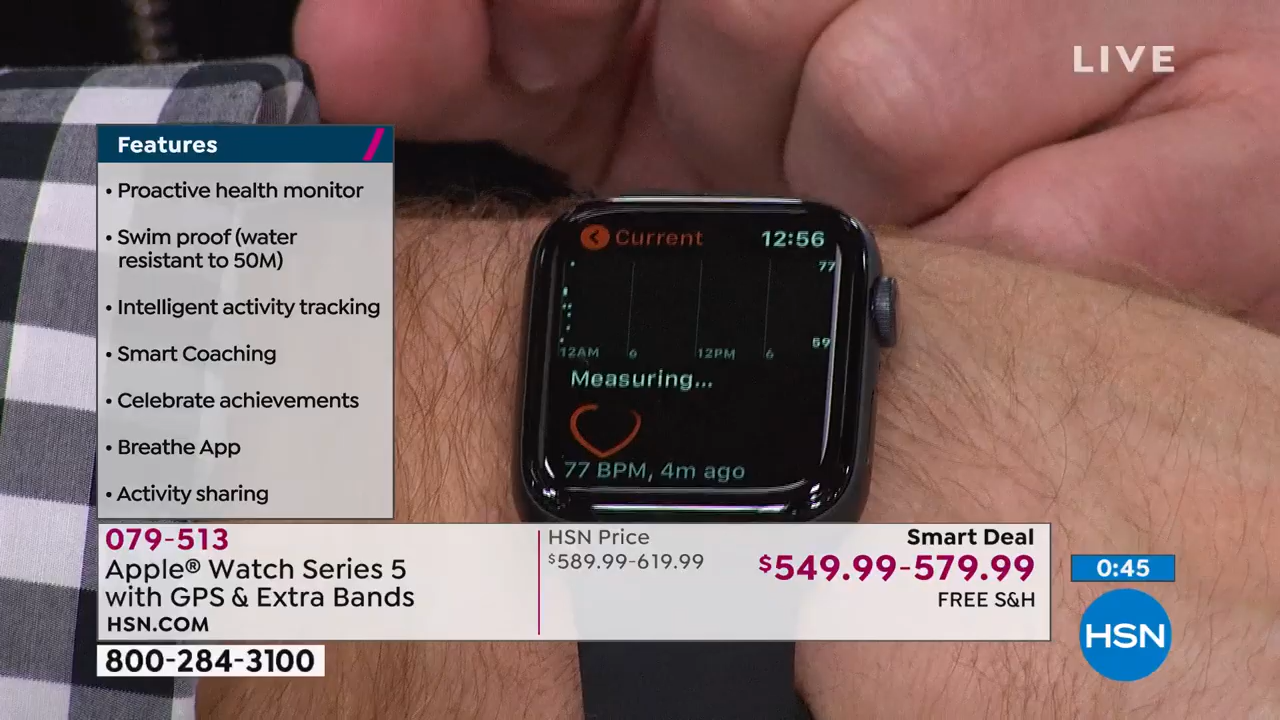 LIVE
Features
• Proactive health monitor
• Swim proof (water
resistant to 50M)
• Intelligent activity tracking
• Smart Coaching
• Celebrate achievements
• Breathe App
• Activity sharing
Current
12:56
77
59
12AM 6 12PM 6
Measuring...
77 BPM, 4m ago
079-513
Apple® Watch Series 5
with GPS & Extra Bands
HSN.COM
HSN Price
$589.99-619.99
Smart Deal
$549.99-579.99
FREE S&H
0:45
HSN
800-284-3100